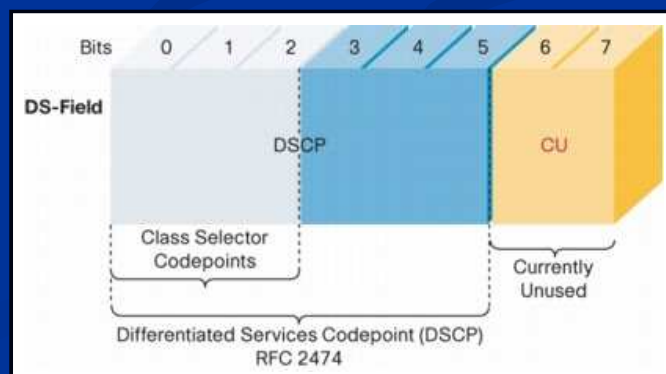 Bits 0 1 2 3 4 5 6 7
DS-Field
DSCP
CU
Class Selector
Codepoints
Currently
Unused
Differentiated Services Codepoint (DSCP)
RFC 2474